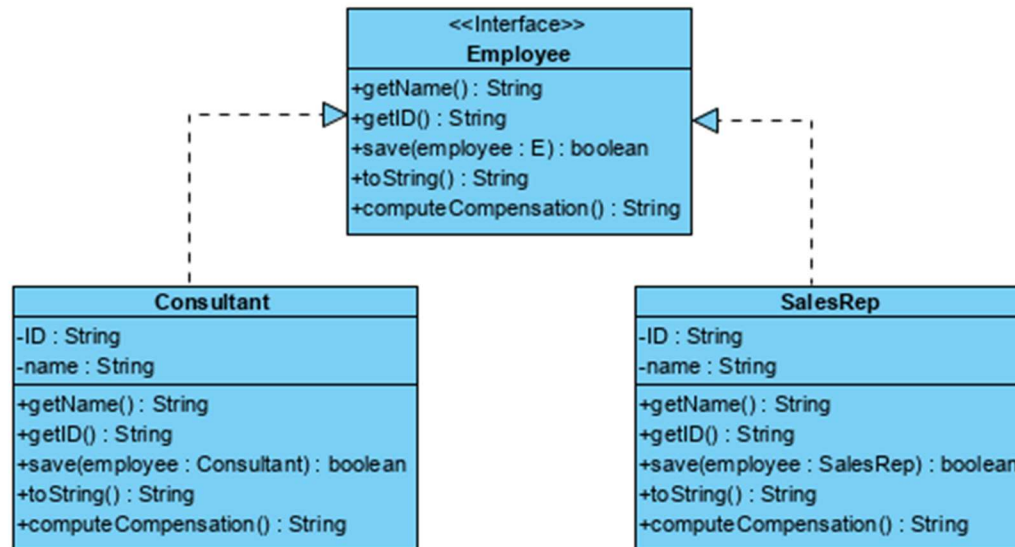 <<Interface>>
Employee
+getName() : String
+getID() : String
+save(employee : E) : boolean
+toString() : String
+computeCompensation() : String
Consultant
-ID : String
-name : String
+getName() : String
+getID() : String
+save(employee : Consultant) : boolean
+toString() : String
+computeCompensation() : String
SalesRep
-ID : String
-name : String
+getName() : String
+getID() : String
+save(employee : SalesRep) : boolean
+toString() : String
+computeCompensation() : String